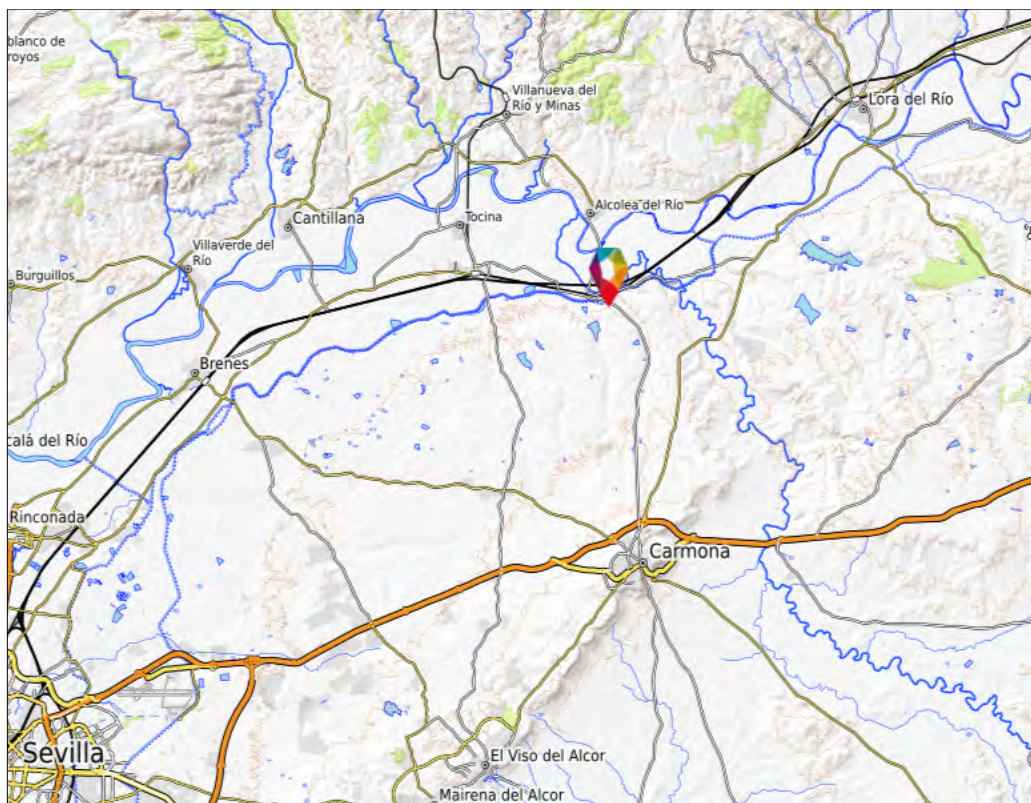 blanco de
royos
Villanueva del
Río y Minas
Lora del Río
Alcolea del Río
Cantillana
Tocina
Villaverde del
Río
Burguillos
Brenes
calá del Río
Rinconada
Carmona
Sevilla
El Viso del Alcor
Mairena del Alcor